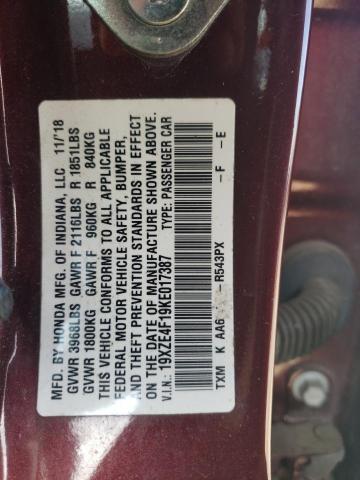 MFD. BY HONDA MFG. OF INDIANA, LLC 11/18
GVWR 3968LBS GAWR F 2116LBS R 1851LBS
GVWR 1800KG GAWR F 960KG R 840KG
THIS VEHICLE CONFORMS TO ALL APPLICABLE
FEDERAL MOTOR VEHICLE SAFETY, BUMPER,
AND THEFT PREVENTION STANDARDS IN EFFECT
ON THE DATE OF MANUFACTURE SHOWN ABOVE.
V.I.N.: 19XZE4F19KE017387 TYPE: PASSENGER CAR
TXM K AA6 – R543PX – F – E